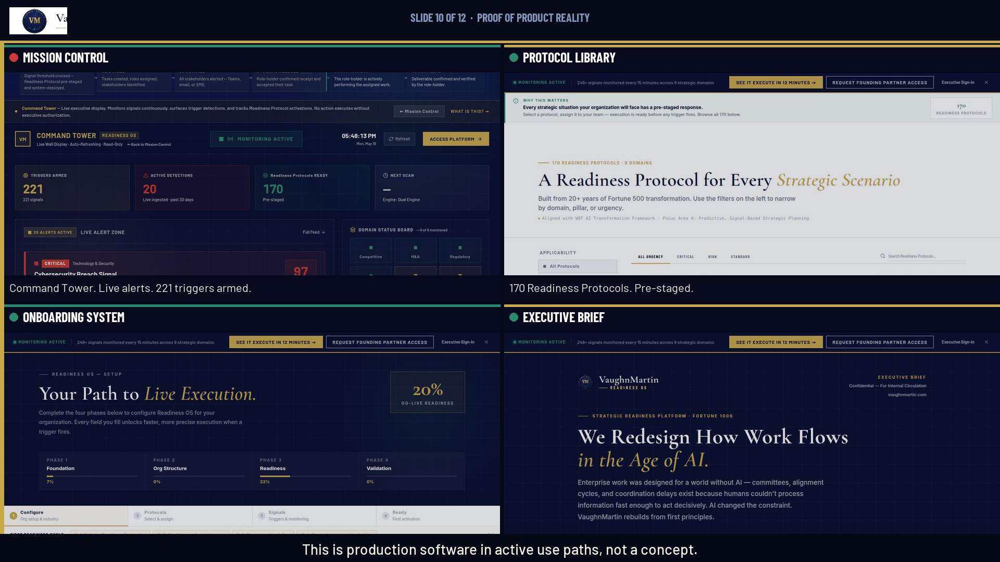 VM
Va
SLIDE 10 OF 12 · PROOF OF PRODUCT REALITY
MISSION CONTROL
Signal threshold crossed —
Readiness Protocol pre-staged
and system-deployed.
→
Tasks created, roles assigned,
stakeholders identified.
→
All stakeholders alerted — Teams,
email, or SMS.
→
Role-holder confirmed receipt and
accepted their task.
The role-holder is actively
performing the assigned work.
→
Deliverable confirmed and verified
by the role-holder.
Command Tower — Live executive display. Monitors signals continuously, surfaces trigger detections, and tracks Readiness Protocol activations. No action executes without
executive authorization.
← Mission Control
WHAT IS THIS? →
VM
COMMAND TOWER READINESS OS
Live Wall Display · Auto-Refreshing · Read-Only ← Back to Mission Control
MONITORING ACTIVE
05:48:13 PM
Mon, May 18
Refresh
ACCESS PLATFORM →
TRIGGERS ARMED
221
221 signals
ACTIVE DETECTIONS
20
Live ingested · past 30 days
Readiness Protocols READY
170
Pre-staged
NEXT SCAN
—
Engine: Dual Engine
20 ALERTS ACTIVE LIVE ALERT ZONE
Full Feed →
CRITICAL Technology & Security
Cybersecurity Breach Signal
97
DOMAIN STATUS BOARD — 9 of 9 monitored
Competitive
M&A
Regulatory
Command Tower. Live alerts. 221 triggers armed.
PROTOCOL LIBRARY
MONITORING ACTIVE 248+ signals monitored every 15 minutes across 9 strategic domains
SEE IT EXECUTE IN 12 MINUTES →
REQUEST FOUNDING PARTNER ACCESS
Executive Sign-In ×
WHY THIS MATTERS
Every strategic situation your organization will face has a pre-staged response.
Select a protocol, assign it to your team — execution is ready before any trigger fires. Browse all 170 below.
170
READINESS PROTOCOLS
170 READINESS PROTOCOLS · 9 DOMAINS
A Readiness Protocol for Every Strategic Scenario
Built from 20+ years of Fortune 500 transformation. Use the filters on the left to narrow
by domain, pillar, or urgency.
Aligned with WEF AI Transformation Framework · Focus Area 4: Predictive, Signal-Based Strategic Planning
APPLICABILITY
All Protocols
ALL URGENCY CRITICAL HIGH STANDARD
Search Readiness Protocols...
170 Readiness Protocols. Pre-staged.
ONBOARDING SYSTEM
MONITORING ACTIVE 248+ signals monitored every 15 minutes across 9 strategic domains
SEE IT EXECUTE IN 12 MINUTES →
REQUEST FOUNDING PARTNER ACCESS
Executive Sign-In ×
READINESS OS — SETUP
Your Path to Live Execution.
Complete the four phases below to configure Readiness OS for your
organization. Every field you fill unlocks faster, more precise execution when a
trigger fires.
20%
GO-LIVE READINESS
PHASE 1
Foundation
7%
PHASE 2
Org Structure
0%
PHASE 3
Readiness
33%
PHASE 4
Validation
0%
1 Configure
Org setup & industry
2 Protocols
Select & assign
3 Signals
Triggers & monitoring
4 Ready
First activation
EXECUTIVE BRIEF
MONITORING ACTIVE 248+ signals monitored every 15 minutes across 9 strategic domains
SEE IT EXECUTE IN 12 MINUTES →
REQUEST FOUNDING PARTNER ACCESS
Executive Sign-In ×
VM VaughnMartin
READINESS OS
EXECUTIVE BRIEF
Confidential — For Internal Circulation
vaughnmartin.com
STRATEGIC READINESS PLATFORM · FORTUNE 1000
We Redesign How Work Flows
in the Age of AI.
Enterprise work was designed for a world without AI — committees, alignment
cycles, and coordination delays exist because humans couldn't process
information fast enough to act decisively. AI changed the constraint.
VaughnMartin rebuilds from first principles.
This is production software in active use paths, not a concept.